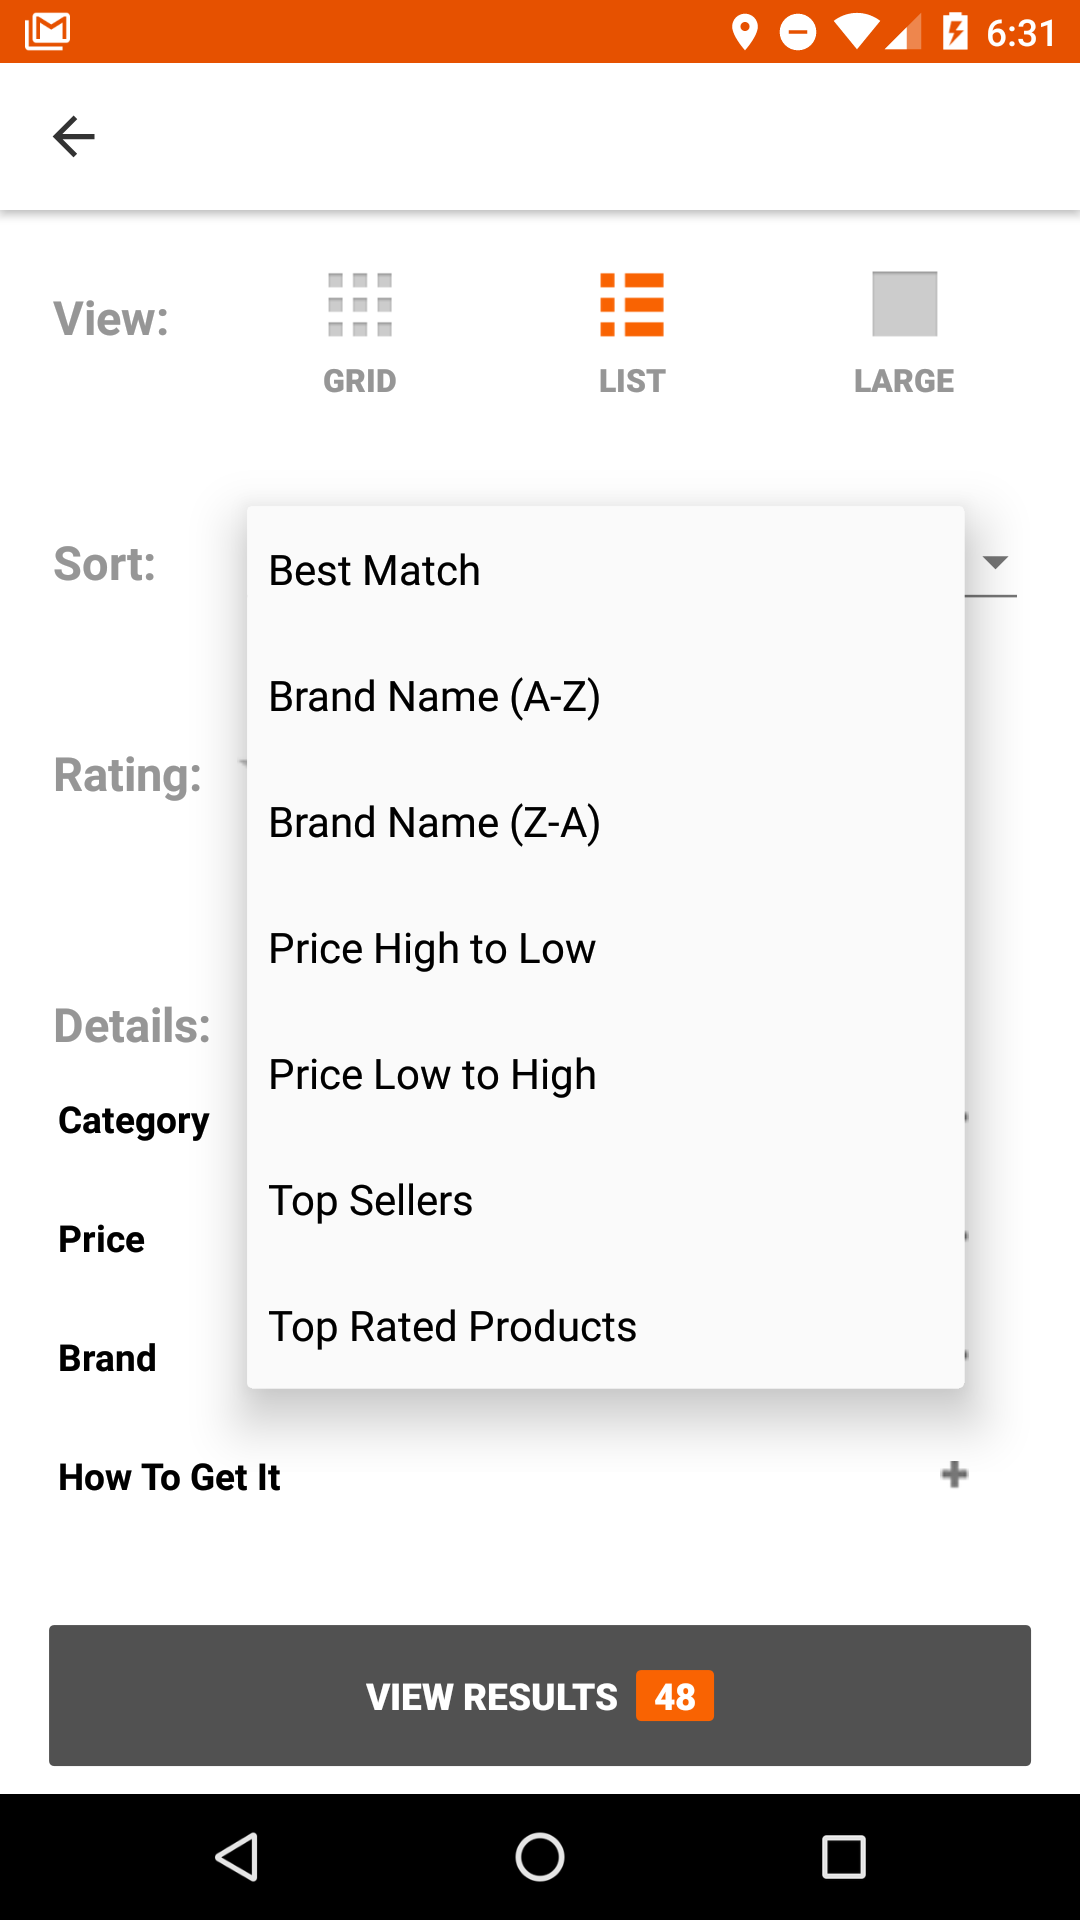 6:31
View:
GRID
LIST
LARGE
Sort:
Best Match
Brand Name (A-Z)
Rating:
Brand Name (Z-A)
Price High to Low
Details:
Price Low to High
Category
Top Sellers
Price
Top Rated Products
Brand
How To Get It
VIEW RESULTS 48